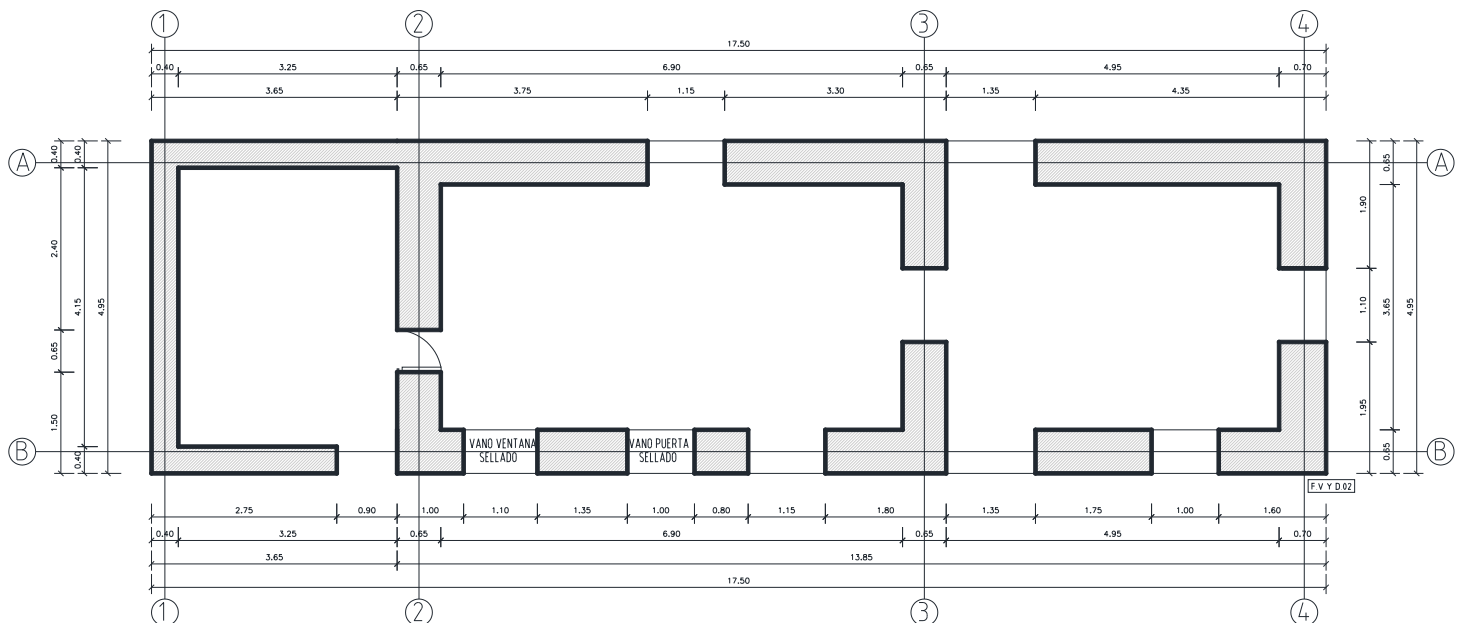 1 2 3 4
17.50
0.40 3.25 0.65 6.90 0.65 4.95 0.70
3.65 3.75 1.15 3.30 1.35 4.35
A A
0.40 0.40 4.95
2.40 4.15
0.65
1.50 0.40
0.65 1.90
1.10 3.65 4.95
1.95 0.65
B B
VANO VENTANA
SELLADO
VANO PUERTA
SELLADO
F V Y D.02
2.75 0.90 1.00 1.10 1.35 1.00 0.80 1.15 1.80 1.35 1.75 1.00 1.60
0.40 3.25 0.65 6.90 0.65 4.95 0.70
3.65 13.85
17.50
1 2 3 4